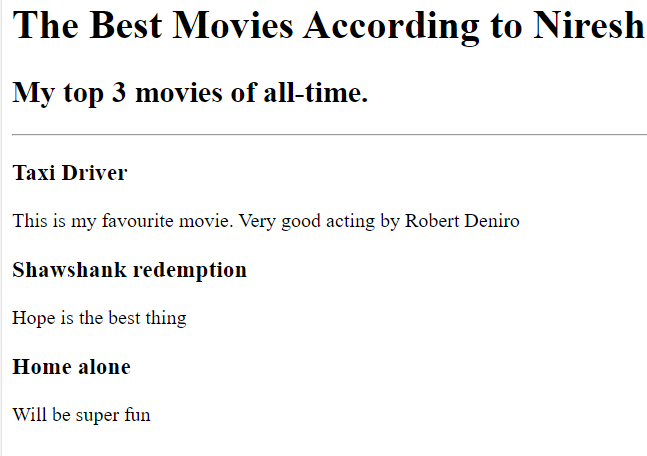 The Best Movies According to Niresh
My top 3 movies of all-time.
Taxi Driver
This is my favourite movie. Very good acting by Robert Deniro
Shawshank redemption
Hope is the best thing
Home alone
Will be super fun